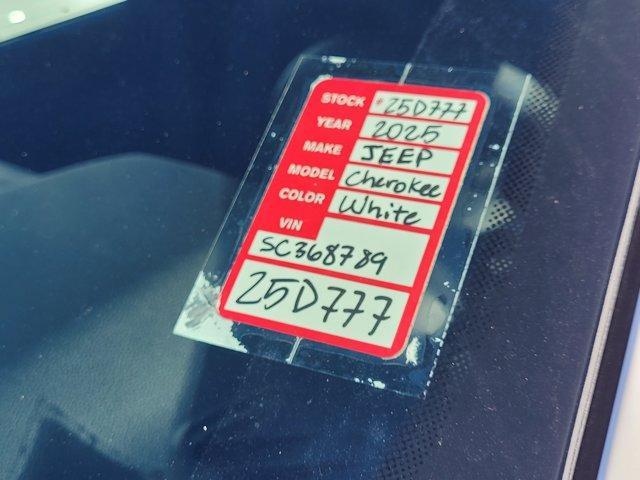 STOCK *25D777
YEAR 2025
MAKE JEEP
MODEL Cherokee
COLOR White
VIN
SC368789
25D777